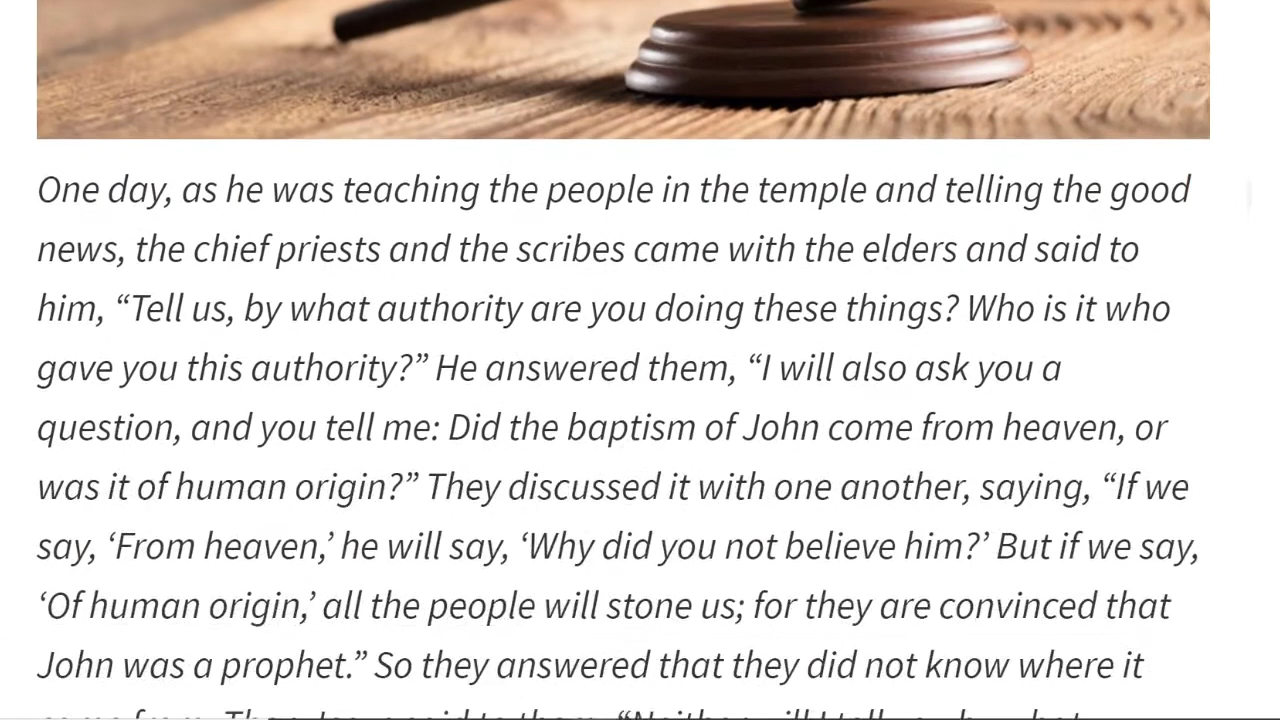 One day, as he was teaching the people in the temple and telling the good
news, the chief priests and the scribes came with the elders and said to
him, “Tell us, by what authority are you doing these things? Who is it who
gave you this authority?” He answered them, “I will also ask you a
question, and you tell me: Did the baptism of John come from heaven, or
was it of human origin?” They discussed it with one another, saying, “If we
say, ‘From heaven,’ he will say, ‘Why did you not believe him?’ But if we say,
‘Of human origin,’ all the people will stone us; for they are convinced that
John was a prophet.” So they answered that they did not know where it